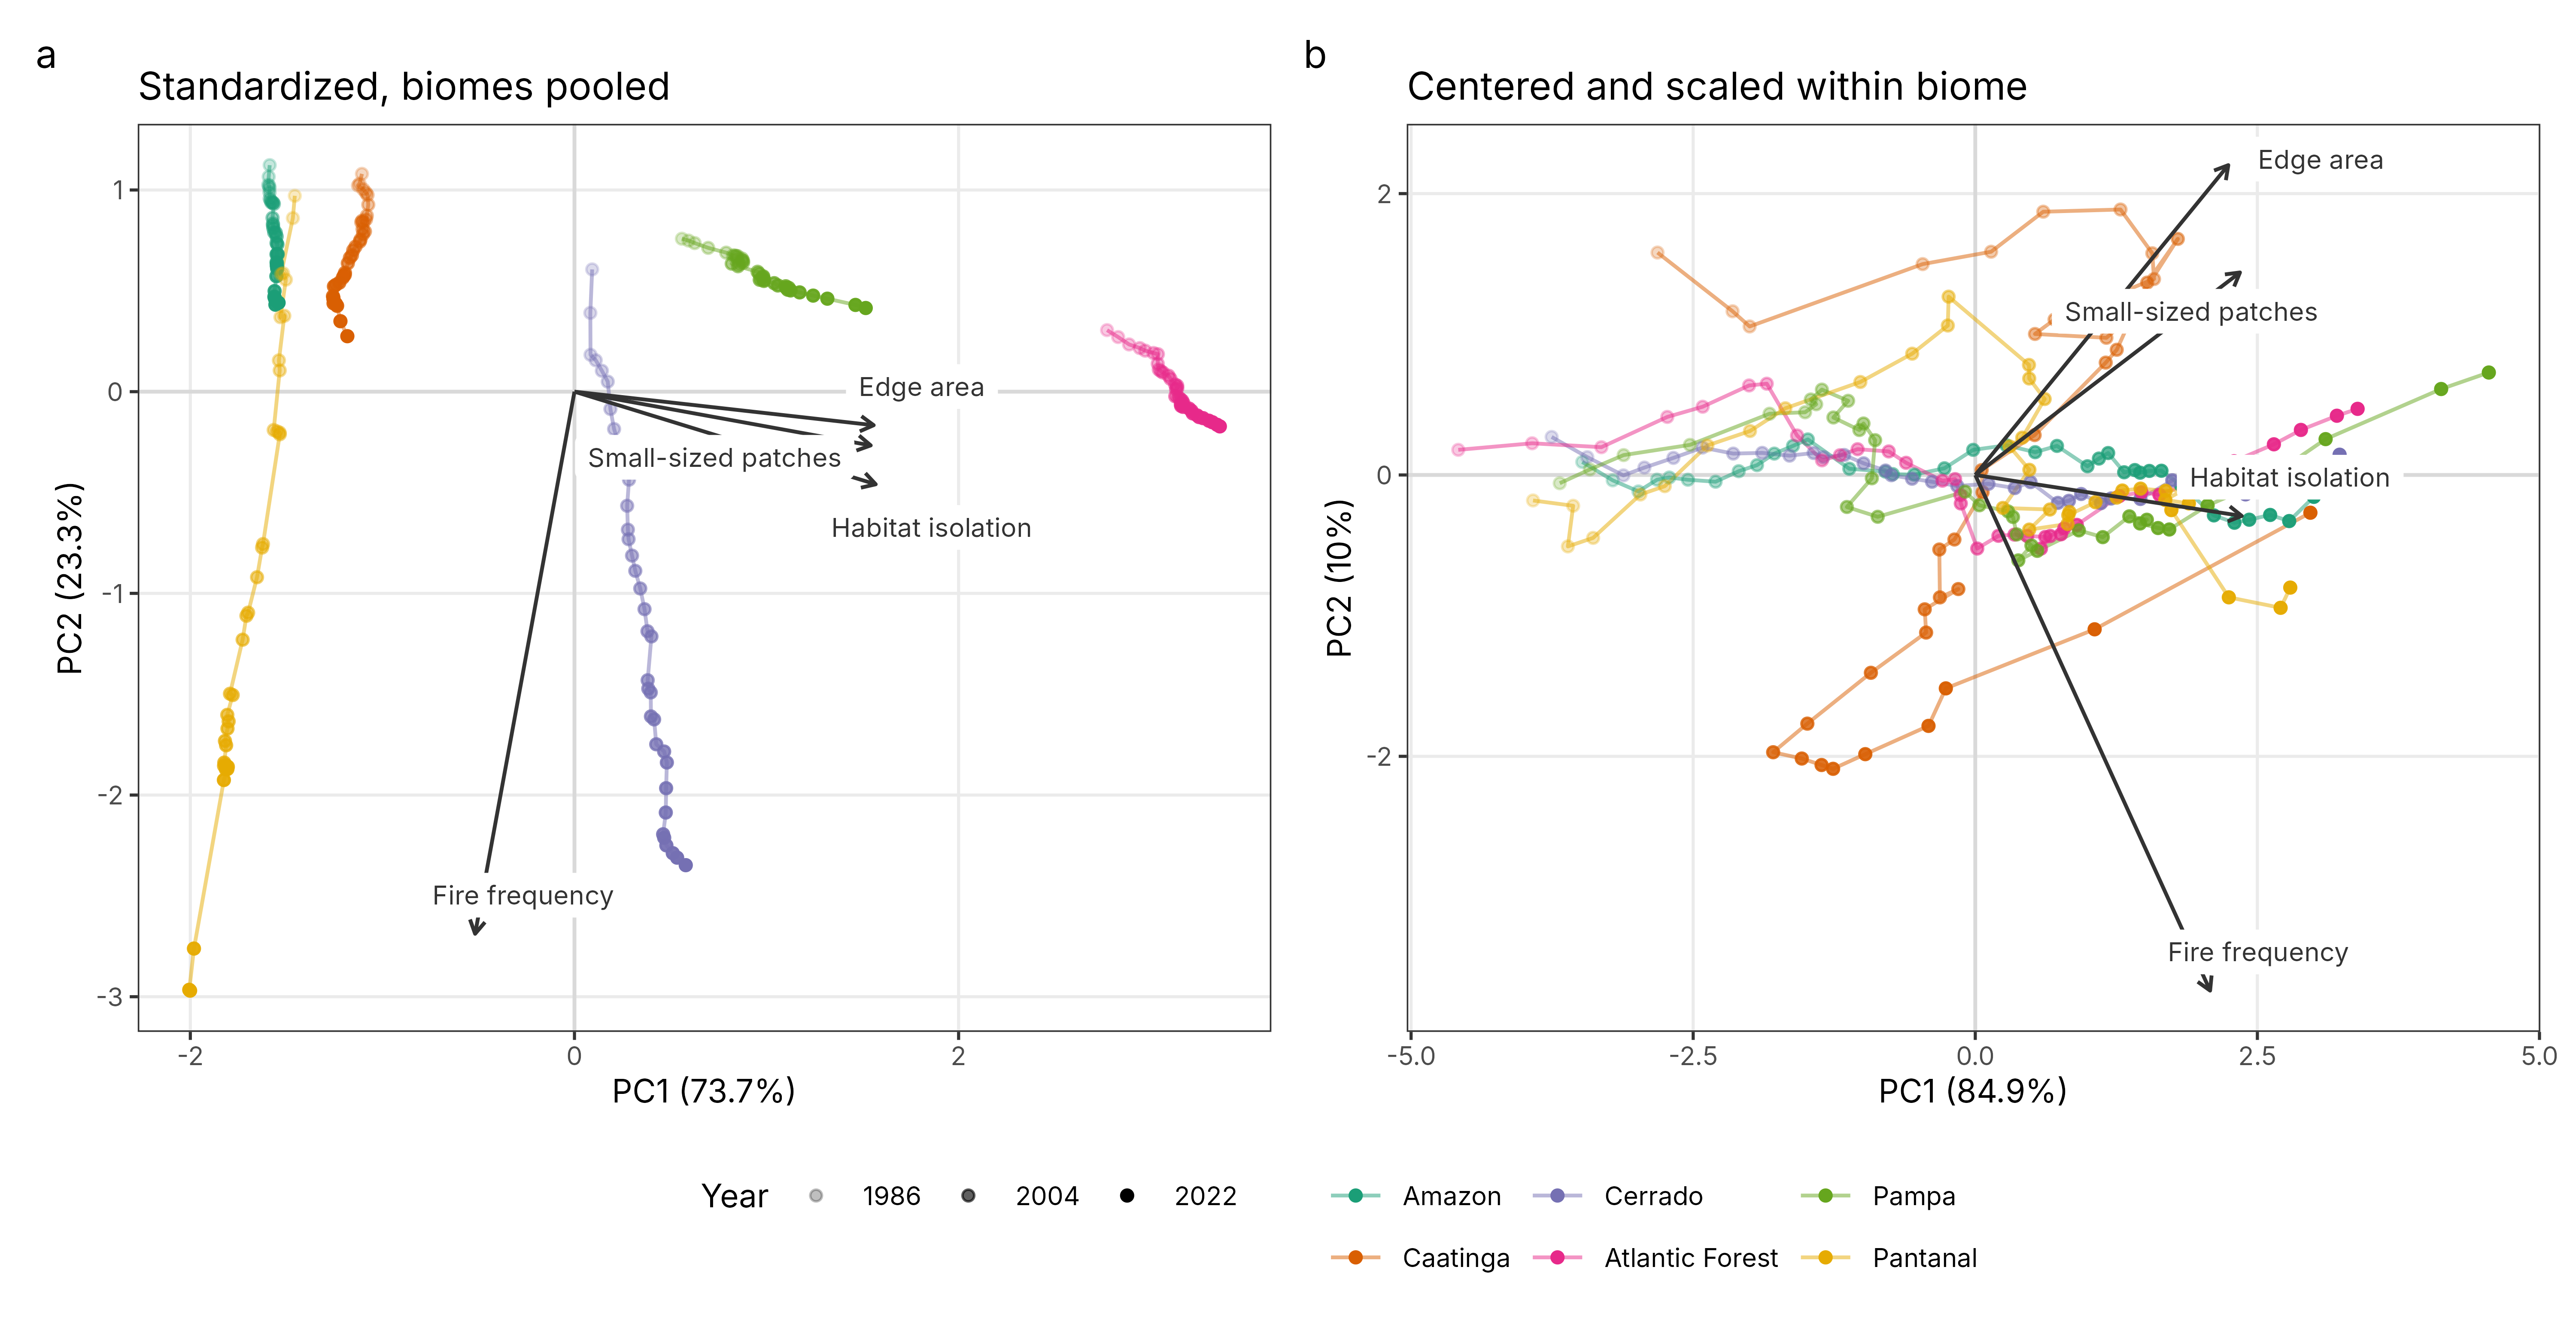 a
Standardized, biomes pooled
1
0
-1
-2
-3
PC2 (23.3%)
Edge area
Small-sized patches
Habitat isolation
Fire frequency
-2
0
2
PC1 (73.7%)
b
Centered and scaled within biome
2
0
-2
PC2 (10%)
Edge area
Small-sized patches
Habitat isolation
Fire frequency
-5.0
-2.5
0.0
2.5
5.0
PC1 (84.9%)
Year
1986
2004
2022
Amazon
Cerrado
Pampa
Caatinga
Atlantic Forest
Pantanal